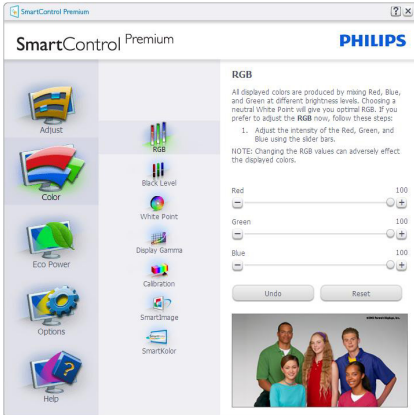 SmartControl Premium
SmartControl Premium
PHILIPS
Adjust
Color
Eco Power
Options
Help
RGB
Black Level
White Point
Display Gamma
Calibration
SmartImage
SmartKolor
RGB
All displayed colors are produced by mixing Red, Blue,
and Green at different brightness levels. Choosing a
neutral White Point will give you optimal RGB. If you
prefer to adjust the RGB now, follow these steps:
1. Adjust the intensity of the Red, Green, and
Blue using the slider bars.
NOTE: Changing the RGB values can adversely effect
the displayed colors.
Red 100
Green 100
Blue 100
Undo Reset